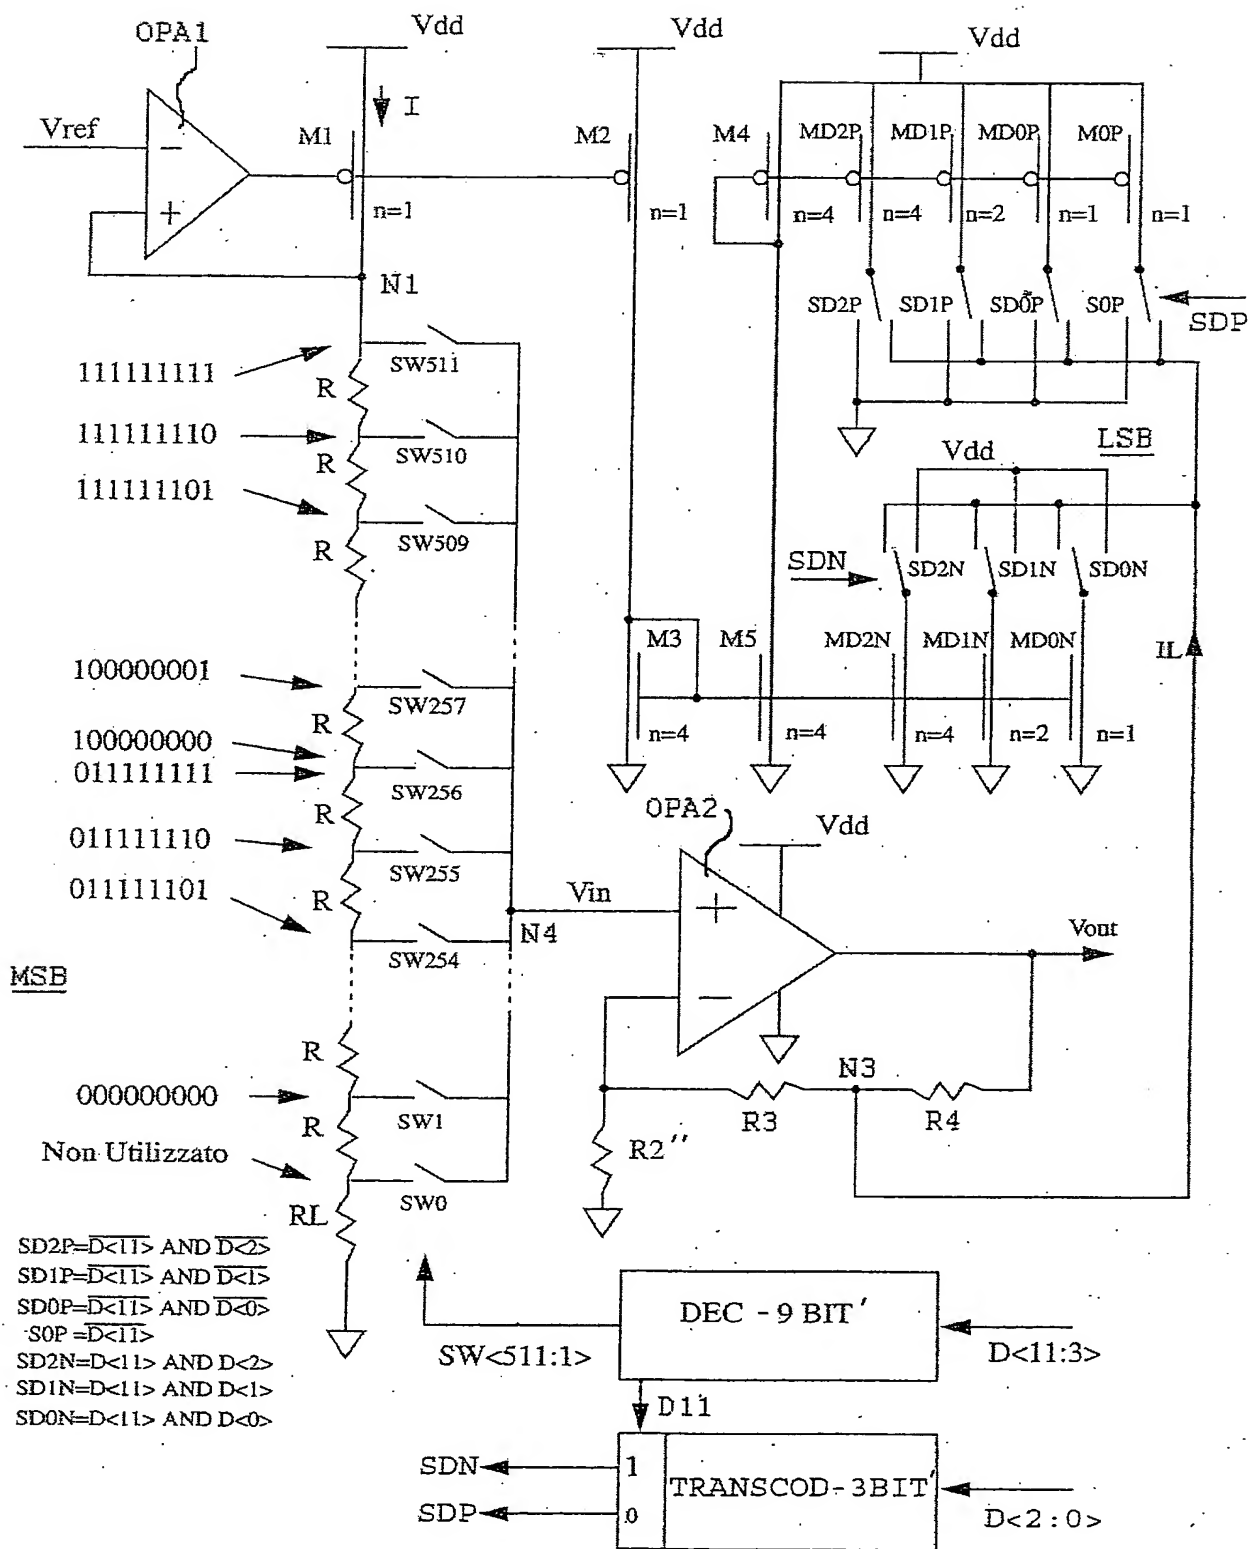 OPA1
Vdd
Vdd
Vdd
I
Vref
−
+
M1
M2
M4
MD2P
MD1P
MD0P
M0P
n=1
n=1
n=4
n=4
n=2
n=1
n=1
N1
SD2P
SD1P
SD0P
S0P
SDP
SW511
111111111
R
111111110
SW510
R
111111101
SW509
R
LSB
Vdd
SDN
SD2N
SD1N
SD0N
M3
M5
MD2N
MD1N
MD0N
IL
100000001
SW257
R
n=4
n=4
n=4
n=2
n=1
100000000
011111111
SW256
R
OPA2
Vdd
011111110
SW255
R
011111101
Vin
+
N4
Vout
SW254
MSB
−
R
N3
000000000
SW1
R3
R4
R
R2''
Non Utilizzato
SW0
RL
SD2P=D<11> AND D<2>
SD1P=D<11> AND D<1>
SD0P=D<11> AND D<0>
S0P =D<11>
SD2N=D<11> AND D<2>
SD1N=D<11> AND D<1>
SD0N=D<11> AND D<0>
DEC - 9 BIT'
SW<511:1>
D<11:3>
D11
SDN
1
TRANSCOD-3BIT'
SDP
0
D<2:0>